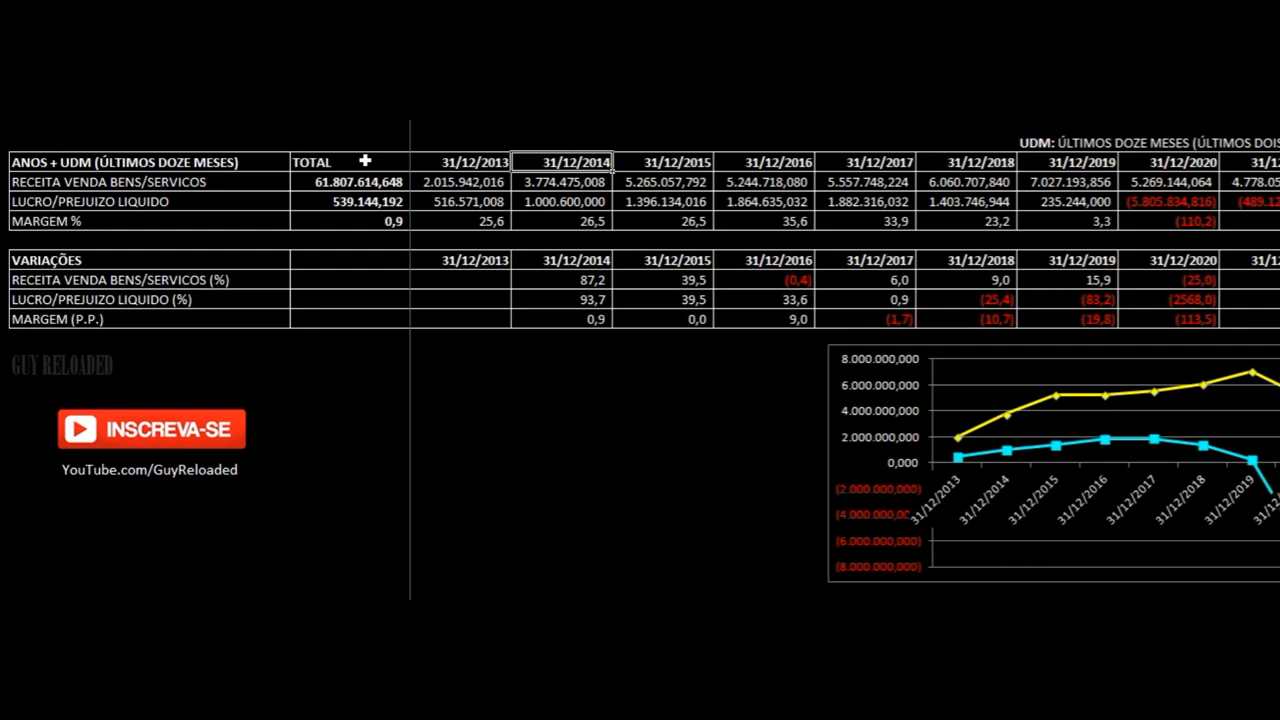 UDM: ÚLTIMOS DOZE MESES (ÚLTIMOS DOIS
ANOS + UDM (ÚLTIMOS DOZE MESES) TOTAL 31/12/2013 31/12/2014 31/12/2015 31/12/2016 31/12/2017 31/12/2018 31/12/2019 31/12/2020 31/12
RECEITA VENDA BENS/SERVICOS 61.807.614,648 2.015.942,016 3.774.475,008 5.265.057,792 5.244.718,080 5.557.748,224 6.060.707,840 7.027.193,856 5.269.144,064 4.778.05
LUCRO/PREJUIZO LIQUIDO 539.144,192 516.571,008 1.000.600,000 1.396.134,016 1.864.635,032 1.882.316,032 1.403.746,944 235.244,000 (5.805.834,816) (489.12
MARGEM % 0,9 25,6 26,5 26,5 35,6 33,9 23,2 3,3 (110,2)
VARIAÇÕES 31/12/2013 31/12/2014 31/12/2015 31/12/2016 31/12/2017 31/12/2018 31/12/2019 31/12/2020 31/12
RECEITA VENDA BENS/SERVICOS (%) 87,2 39,5 (0,4) 6,0 9,0 15,9 (25,0)
LUCRO/PREJUIZO LIQUIDO (%) 93,7 39,5 33,6 0,9 (25,4) (83,2) (2568,0)
MARGEM (P.P.) 0,9 0,0 9,0 (1,7) (10,7) (19,8) (113,5)
GUY RELOADED
INSCREVA-SE
YouTube.com/GuyReloaded
8.000.000,000
6.000.000,000
4.000.000,000
2.000.000,000
0,000
(2.000.000,000)
(4.000.000,00
(6.000.000,000)
(8.000.000,000)
31/12/2013 31/12/2014 31/12/2015 31/12/2016 31/12/2017 31/12/2018 31/12/2019